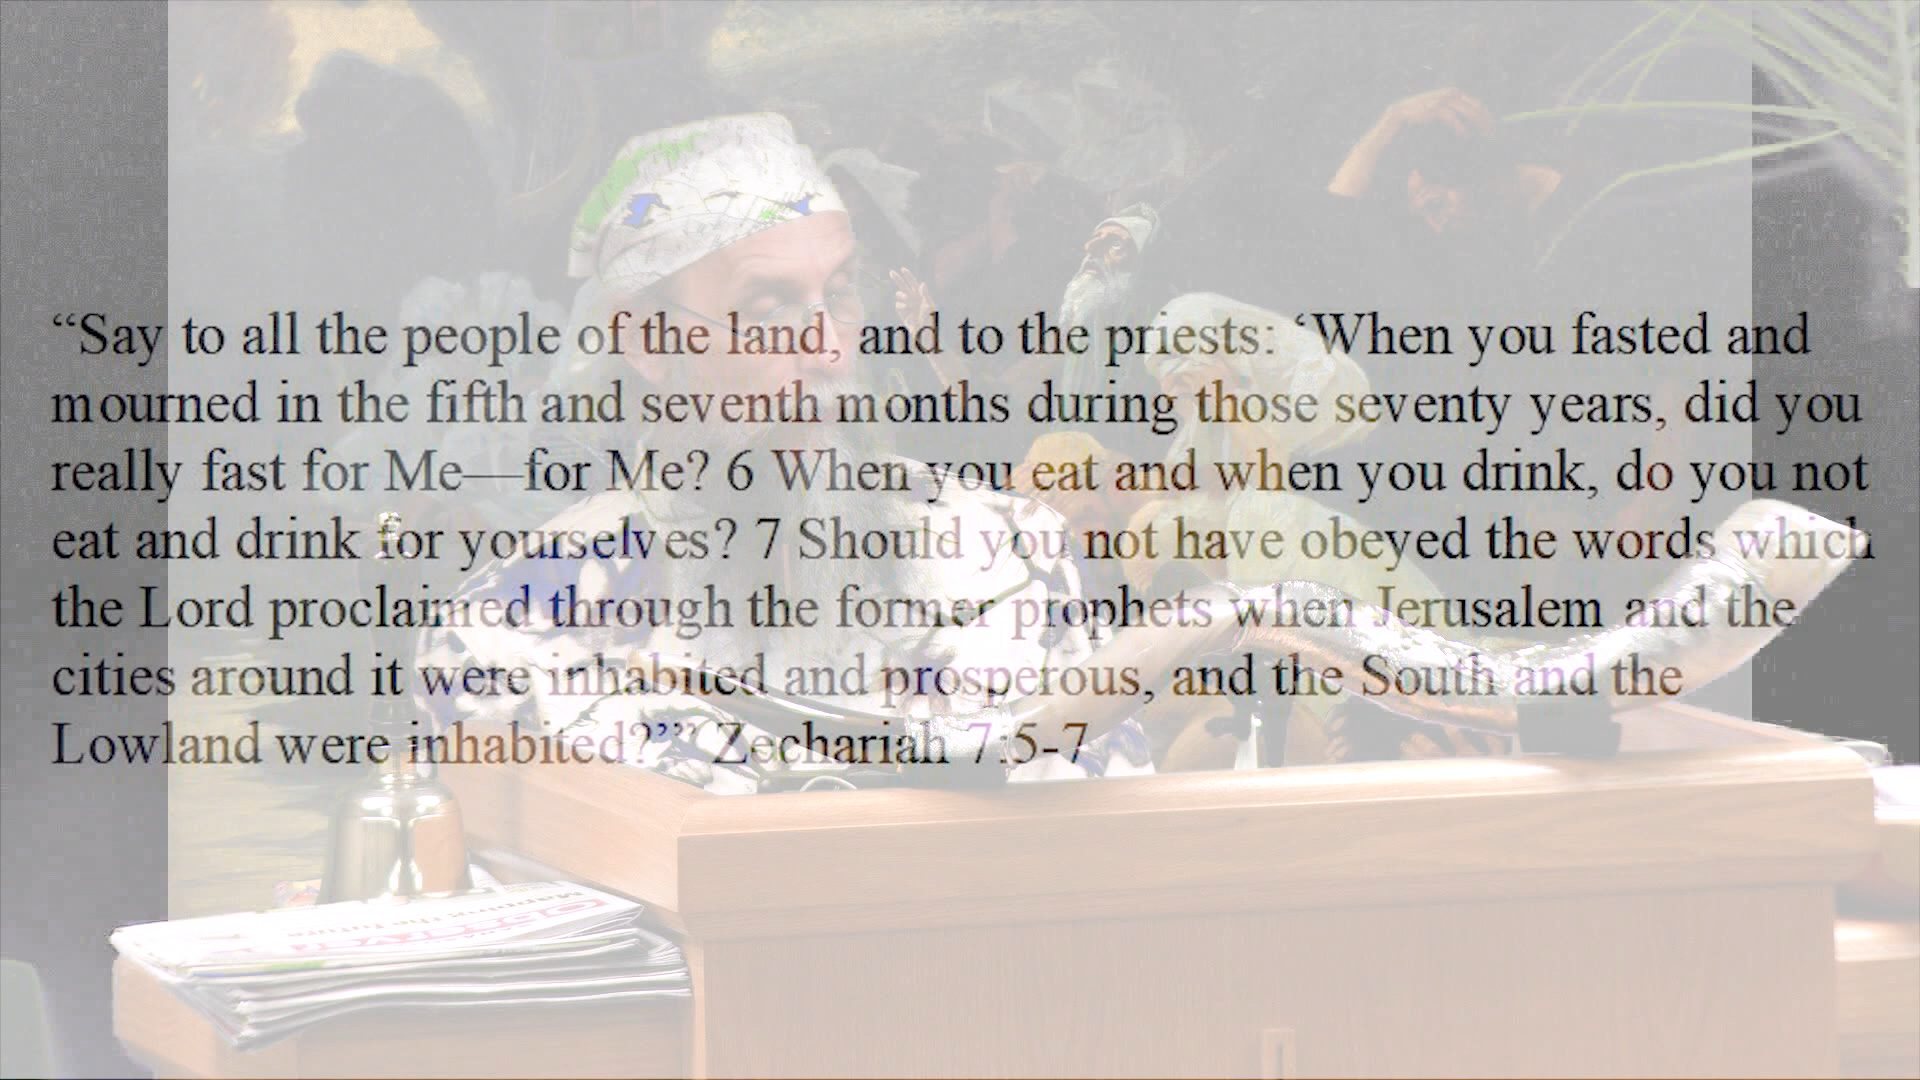 “Say to all the people of the land, and to the priests: ‘When you fasted and
mourned in the fifth and seventh months during those seventy years, did you
really fast for Me—for Me? 6 When you eat and when you drink, do you not
eat and drink for yourselves? 7 Should you not have obeyed the words which
the Lord proclaimed through the former prophets when Jerusalem and the
cities around it were inhabited and prosperous, and the South and the
Lowland were inhabited?’” Zechariah 7:5-7
Mapping the future